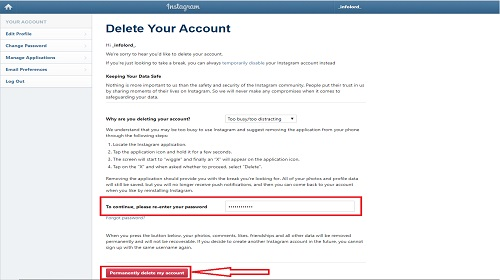 Instagram
_infolord_
YOUR ACCOUNT
Edit Profile
Change Password
Manage Applications
Email Preferences
Log Out
Delete Your Account
Hi _infolord_,
We're sorry to hear you'd like to delete your account.
If you're just looking to take a break, you can always temporarily disable your Instagram account instead
Keeping Your Data Safe
Nothing is more important to us than the safety and security of the Instagram community. People put their trust in us
by sharing moments of their lives on Instagram. So we will never make any compromises when it comes to
safeguarding your data.
Why are you deleting your account?
Too busy/too distracting
We understand that you may be too busy to use Instagram and suggest removing the application from your phone
through the following steps:
1. Locate the Instagram application.
2. Tap the application icon and hold it for a few seconds.
3. The screen will start to "wiggle" and finally an "X" will appear on the application icon.
4. Tap on the "X" and when asked whether to proceed, select "Delete".
Removing the application should provide you with the break you're looking for. All of your photos and profile data
will still be saved, but you will no longer receive push notifications, and then you can come back to your account
when you like by reinstalling Instagram.
To continue, please re-enter your password
Forgot password?
When you press the button below, your photos, comments, likes, friendships and all other data will be removed
permanently and will not be recoverable. If you decide to create another Instagram account in the future, you cannot
sign up with the same username again.
Permanently delete my account